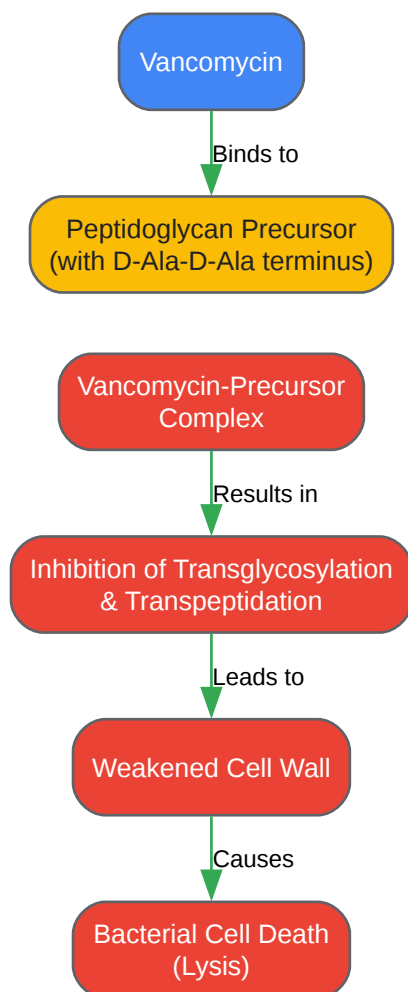 Vancomycin
Binds to
Peptidoglycan Precursor
(with D-Ala-D-Ala terminus)
Vancomycin-Precursor
Complex
Results in
Inhibition of Transglycosylation
& Transpeptidation
Leads to
Weakened Cell Wall
Causes
Bacterial Cell Death
(Lysis)